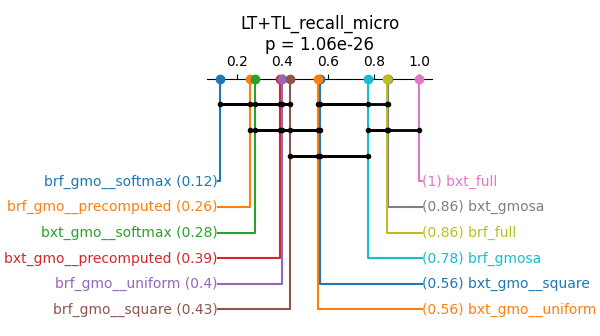 LT+TL_recall_micro
p = 1.06e-26
0.2 0.4 0.6 0.8 1.0
brf_gmo__softmax (0.12) (1) bxt_full
brf_gmo__precomputed (0.26) (0.86) bxt_gmosa
bxt_gmo__softmax (0.28) (0.86) brf_full
bxt_gmo__precomputed (0.39) (0.78) brf_gmosa
brf_gmo__uniform (0.4) (0.56) bxt_gmo__square
brf_gmo__square (0.43) (0.56) bxt_gmo__uniform